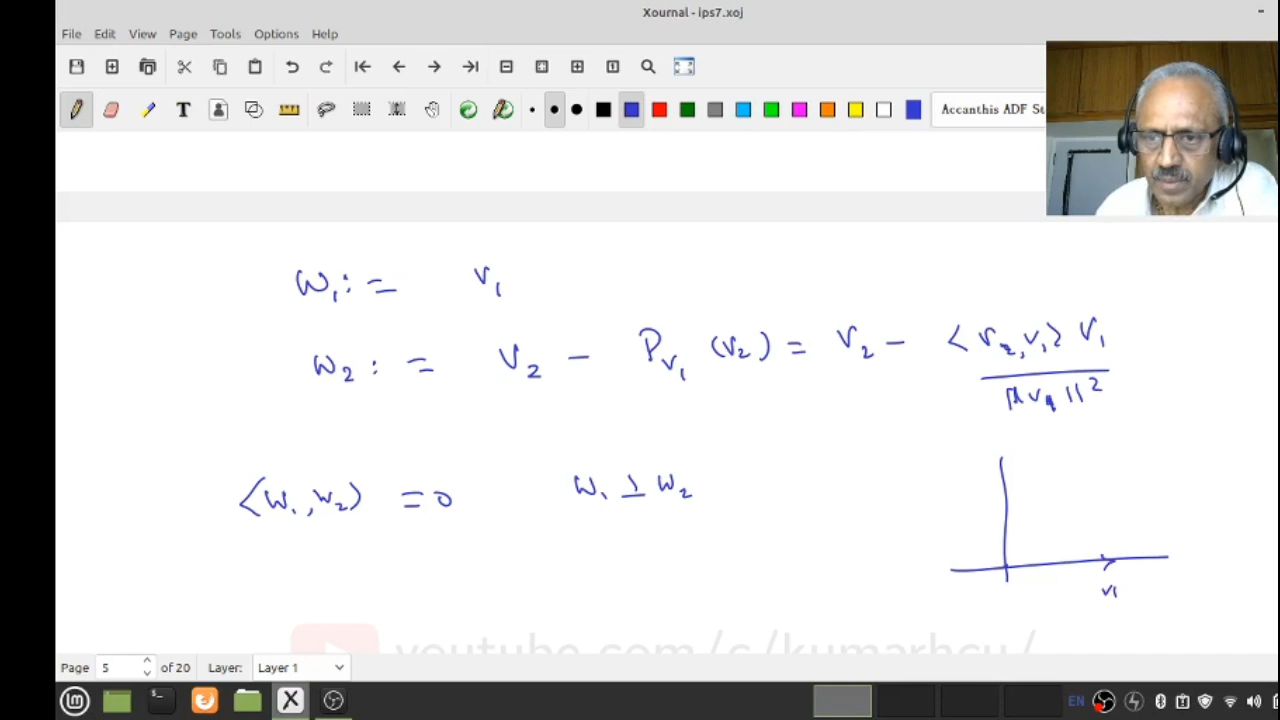 Xournal - ips7.xoj
File Edit View Page Tools Options Help
Accanthis ADF St
W₁ := v₁
W₂ := V₂ - P_{V₁} (V₂) = V₂ - <V₂, v₁> V₁ / ||v₁||²
<W₁, W₂> = 0 W₁ ⊥ W₂
v₁
youtube.com/c/kumarhcu/
Page 5 of 20 Layer: Layer 1
EN